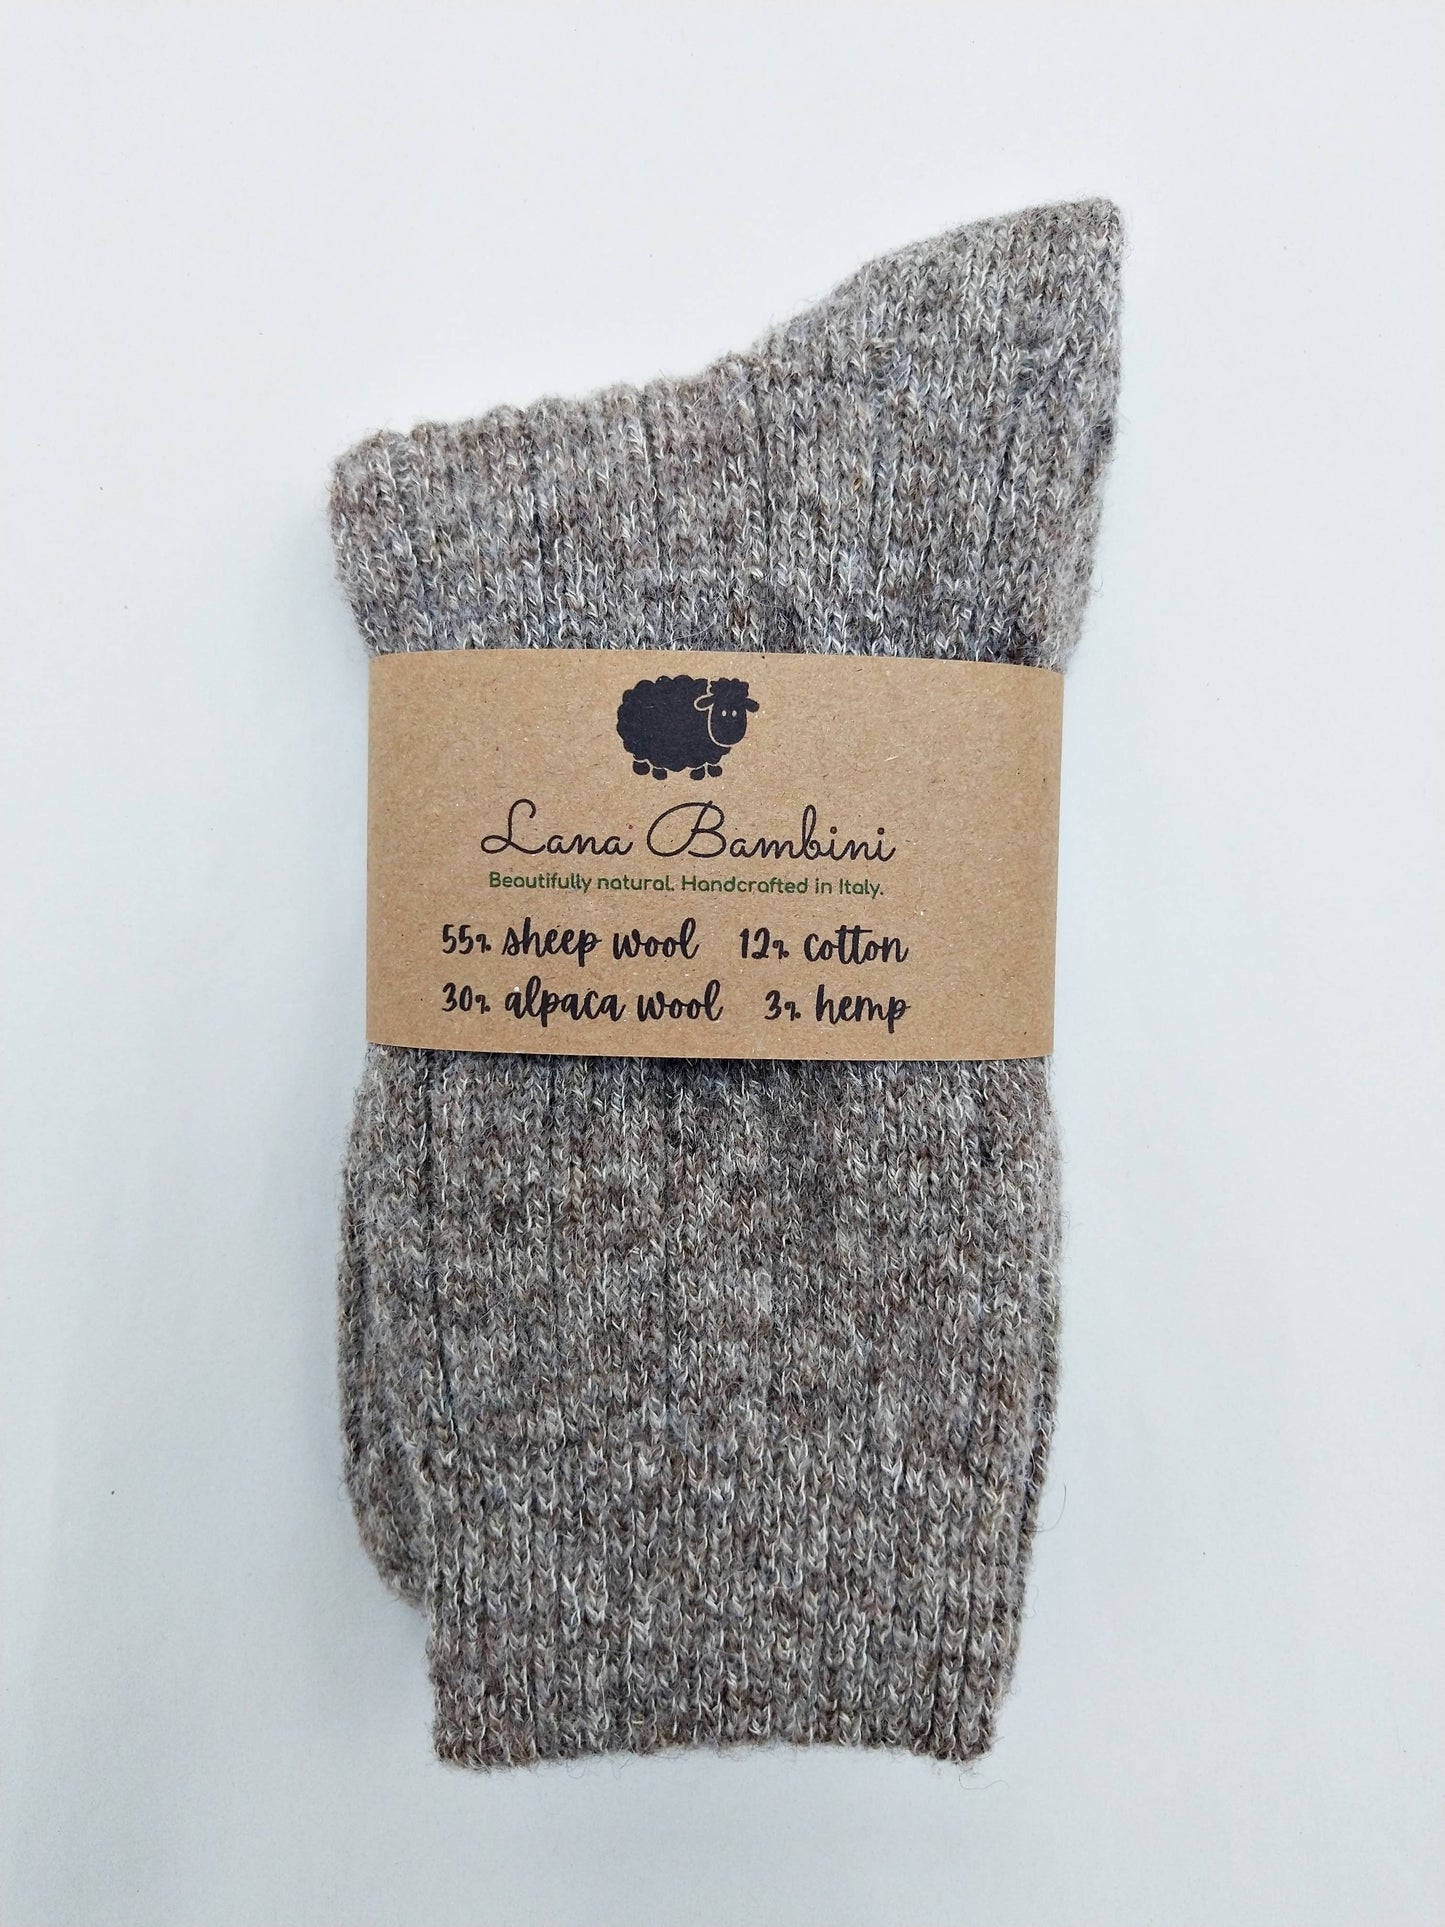 Lana Bambini
Beautifully natural. Handcrafted in Italy.
55% sheep wool 12% cotton
30% alpaca wool 3% hemp